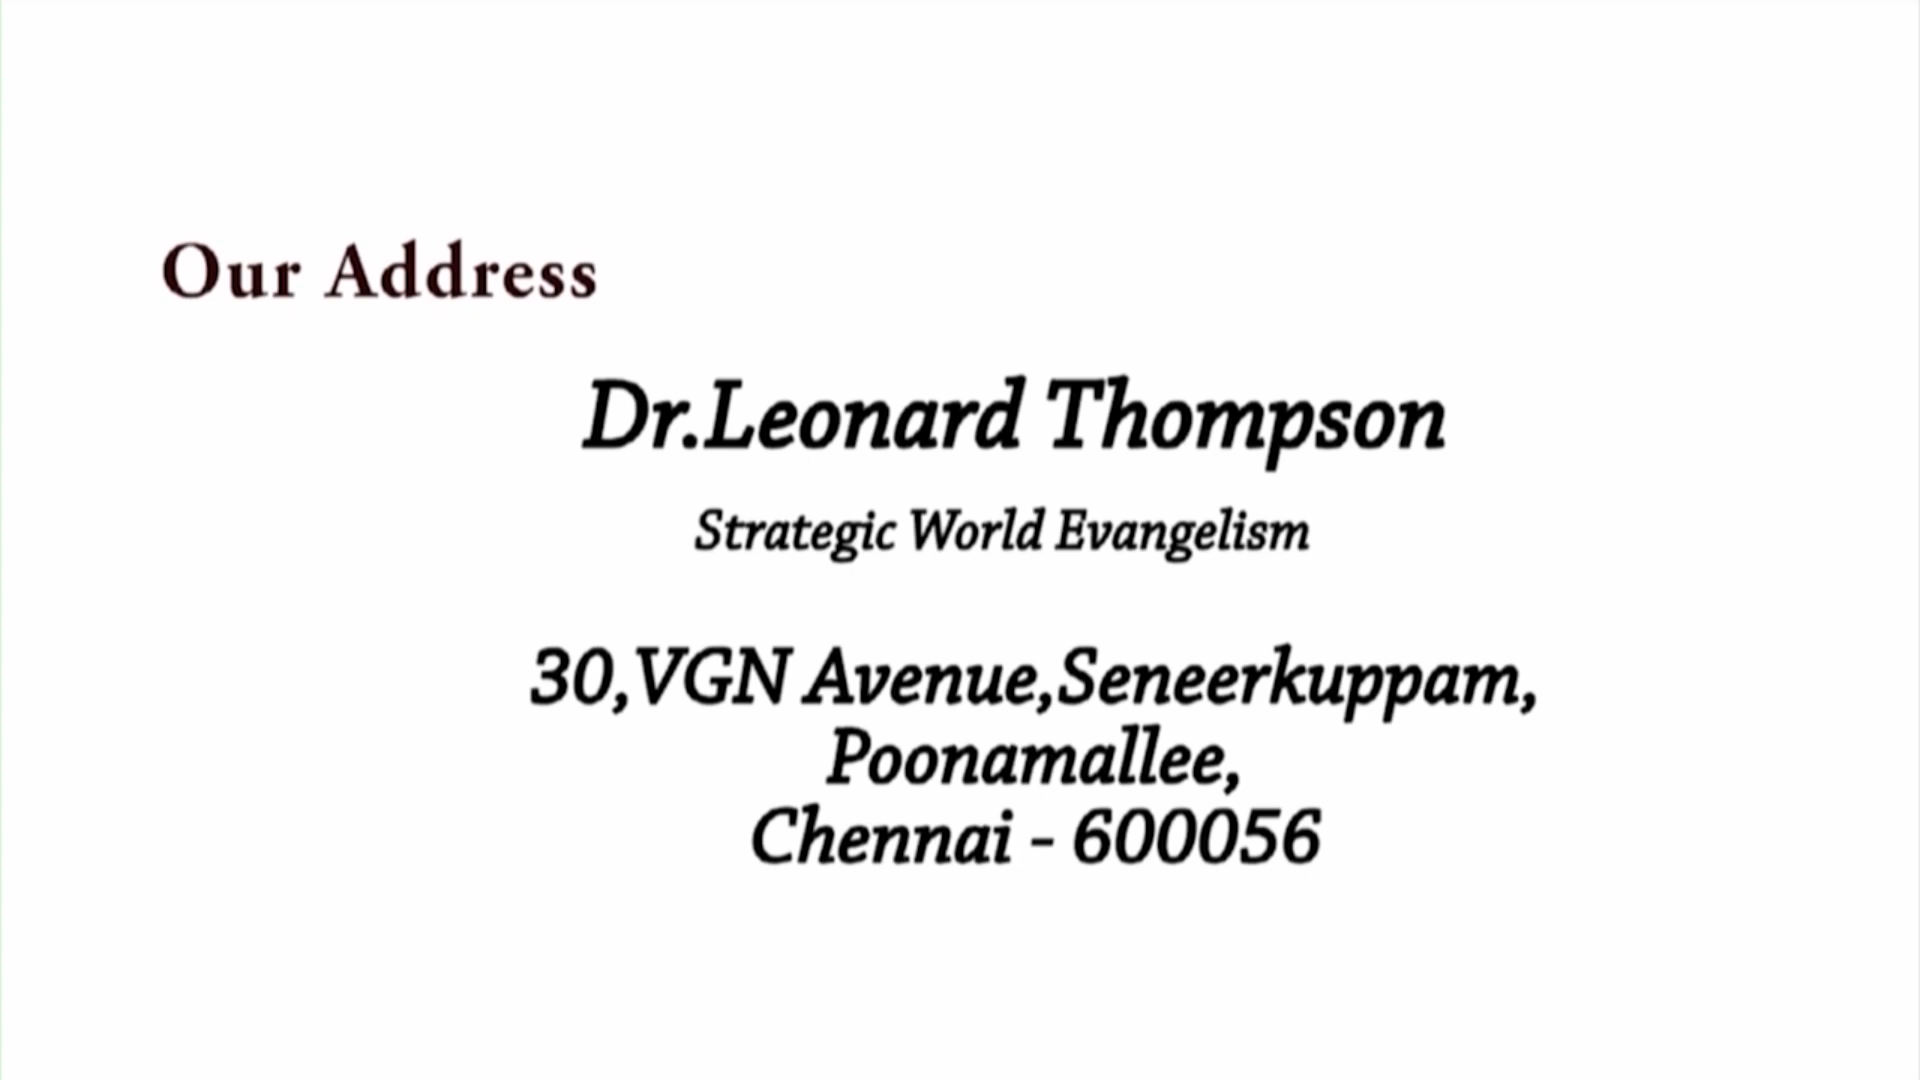 Our Address
Dr.Leonard Thompson
Strategic World Evangelism
30,VGN Avenue,Seneerkuppam,
Poonamallee,
Chennai - 600056